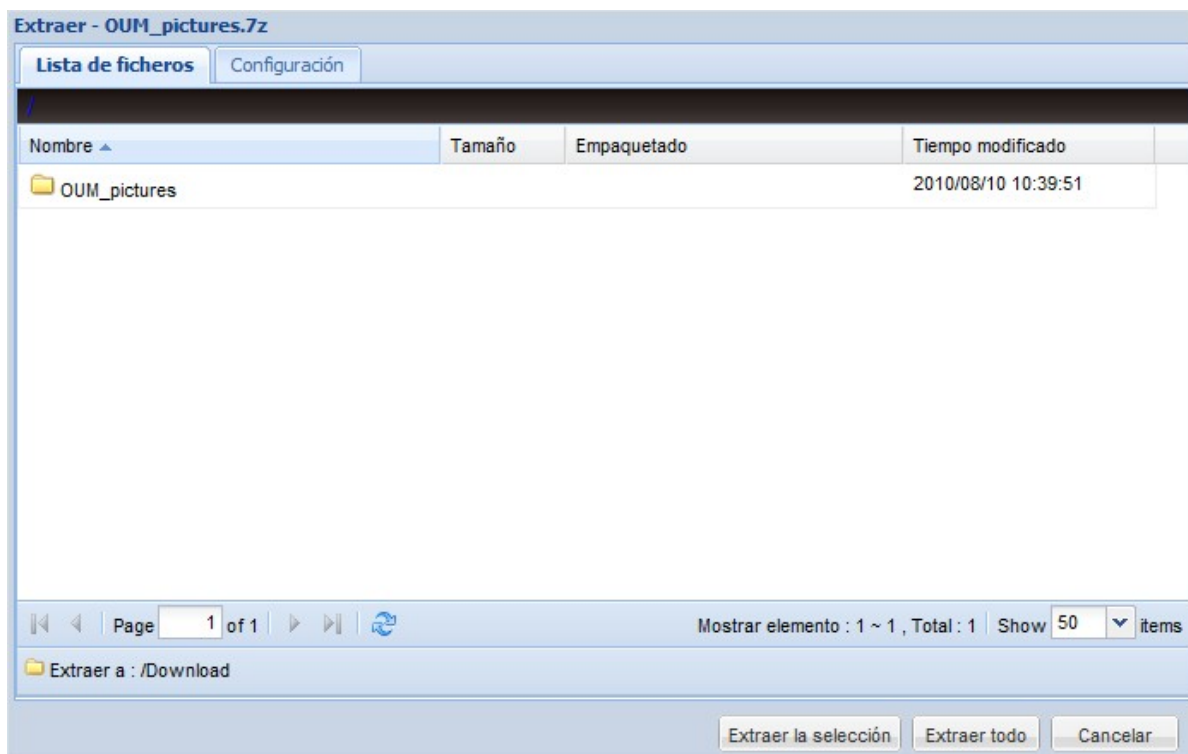 Extraer - OUM_pictures.7z
Lista de ficheros Configuración
/
Nombre Tamaño Empaquetado Tiempo modificado
OUM_pictures 2010/08/10 10:39:51
Page 1 of 1 Mostrar elemento : 1 ~ 1 , Total : 1 Show 50 items
Extraer a : /Download
Extraer la selección Extraer todo Cancelar